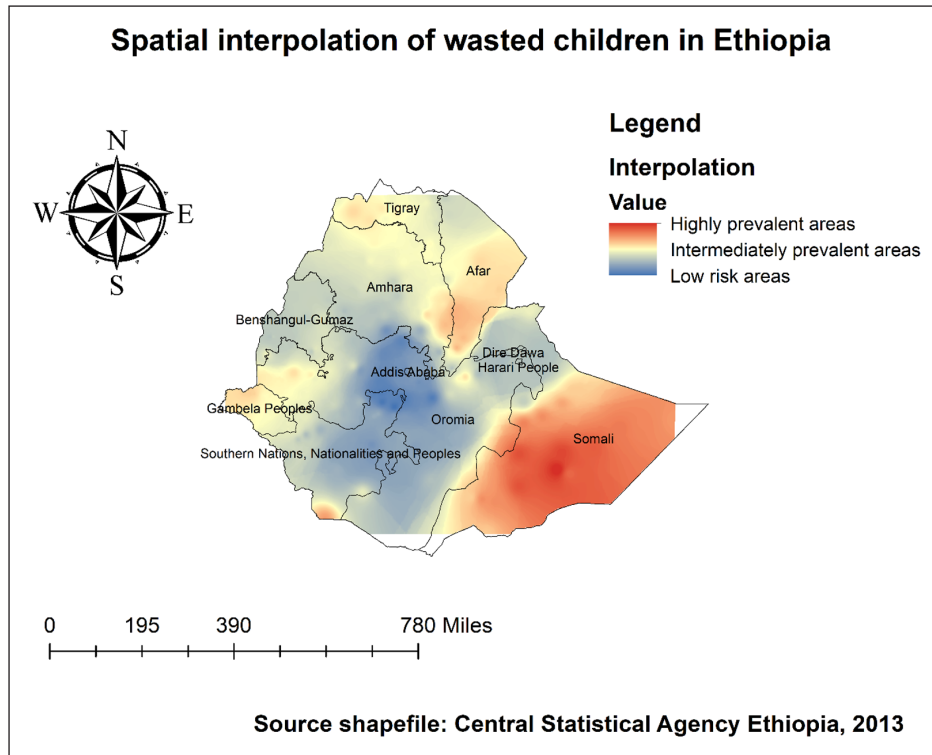 Spatial interpolation of wasted children in Ethiopia
Legend
Interpolation
Value
Highly prevalent areas
Intermediately prevalent areas
Low risk areas
N
W
E
S
Tigray
Afar
Amhara
Benshangul-Gumaz
Dire Dawa
Harari People
Addis Ababa
Gambela Peoples
Oromia
Somali
Southern Nations, Nationalities and Peoples
0 195 390 780 Miles
Source shapefile: Central Statistical Agency Ethiopia, 2013